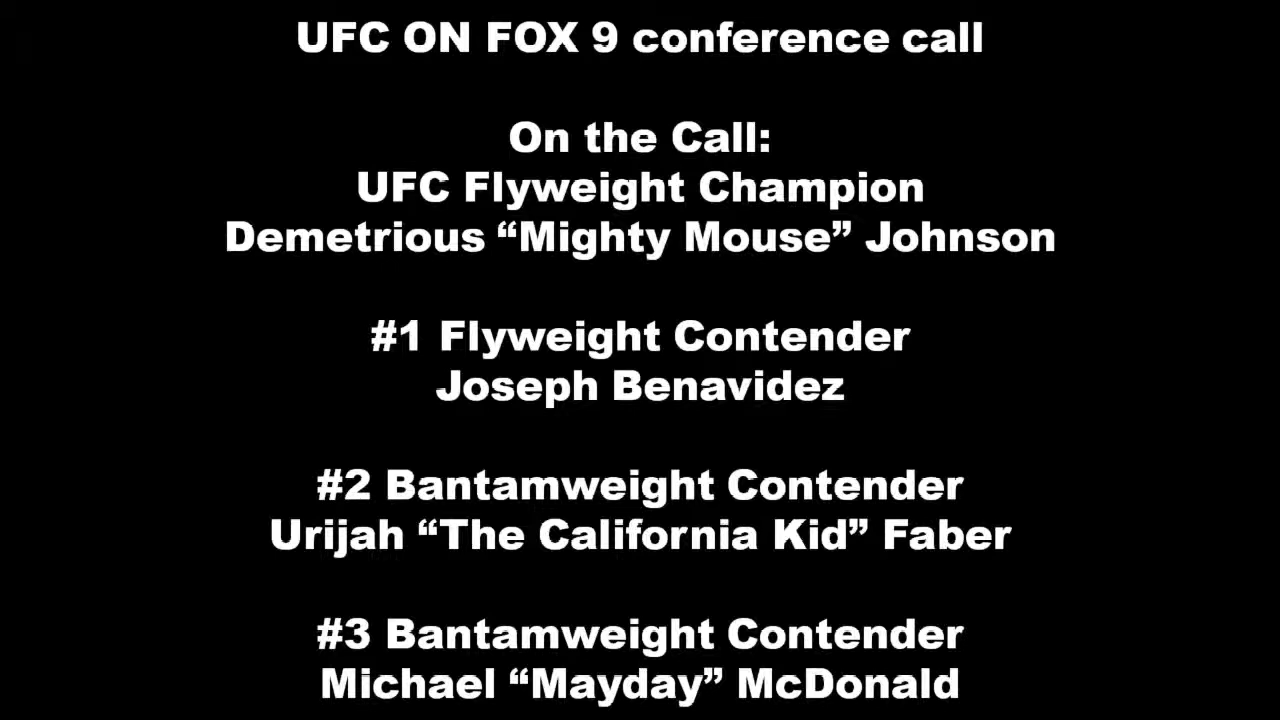 UFC ON FOX 9 conference call
On the Call:
UFC Flyweight Champion
Demetrious “Mighty Mouse” Johnson
#1 Flyweight Contender
Joseph Benavidez
#2 Bantamweight Contender
Urijah “The California Kid” Faber
#3 Bantamweight Contender
Michael “Mayday” McDonald